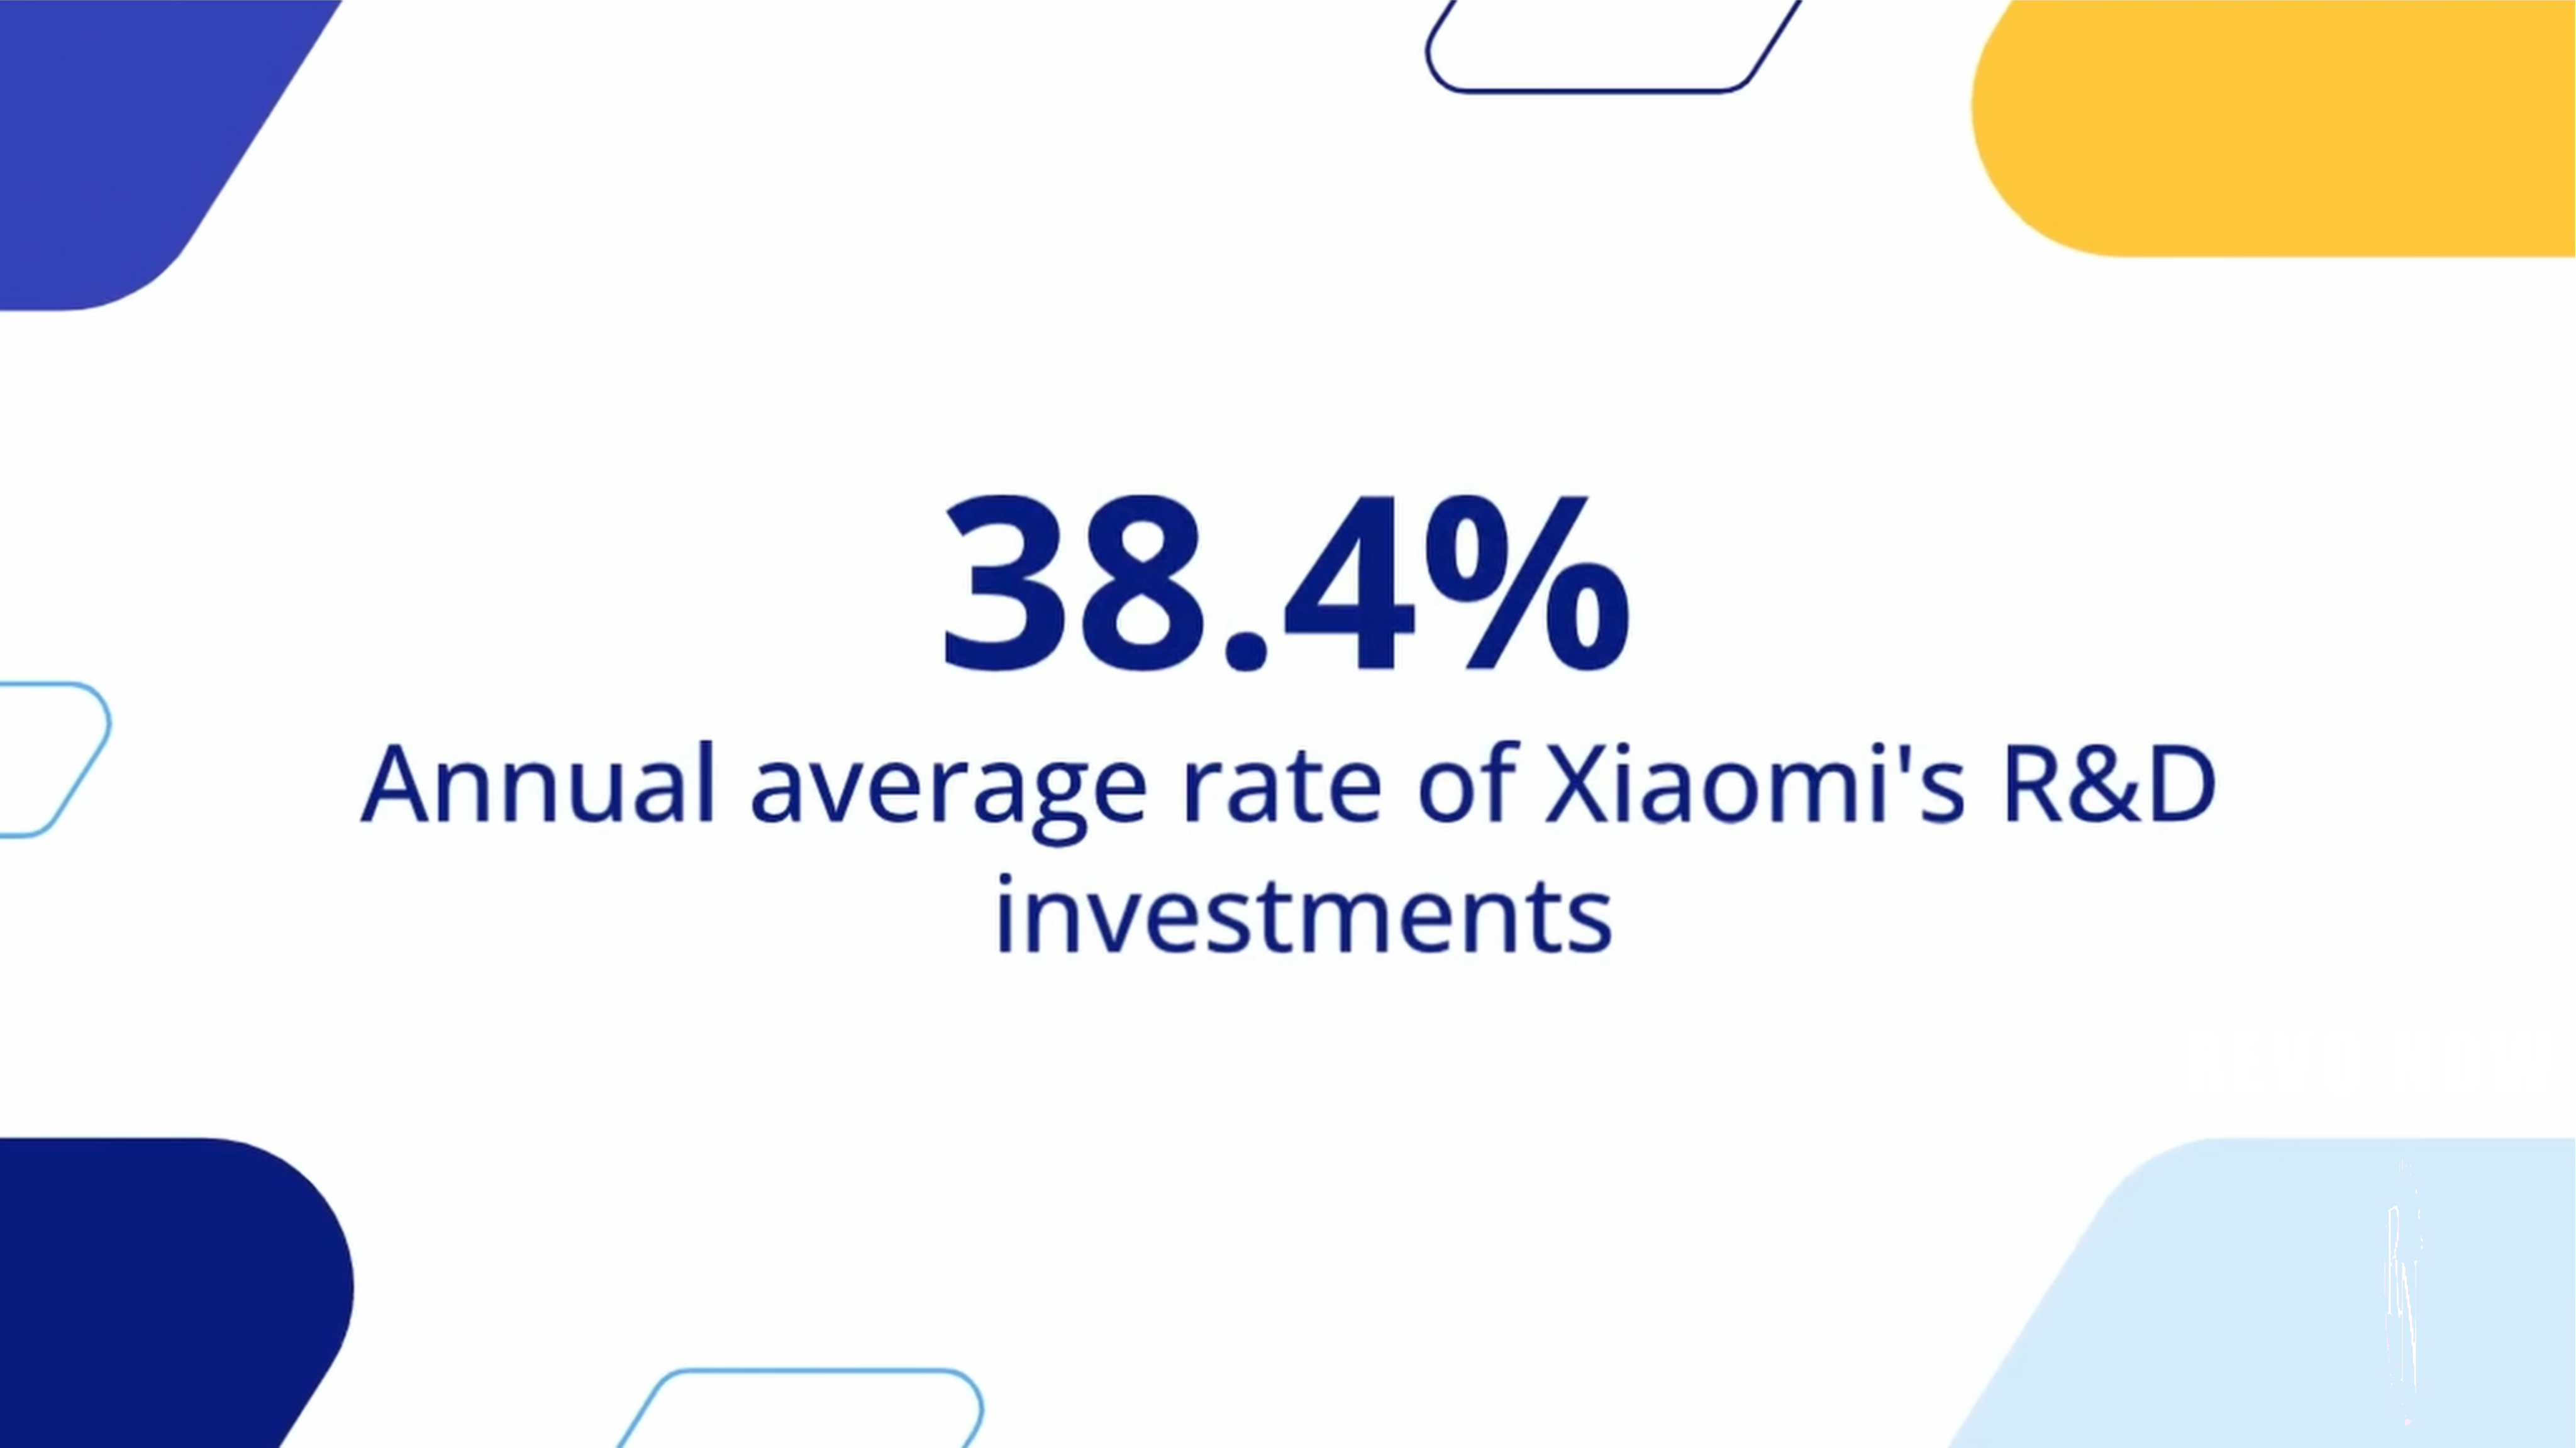 38.4%
Annual average rate of Xiaomi's R&D
investments